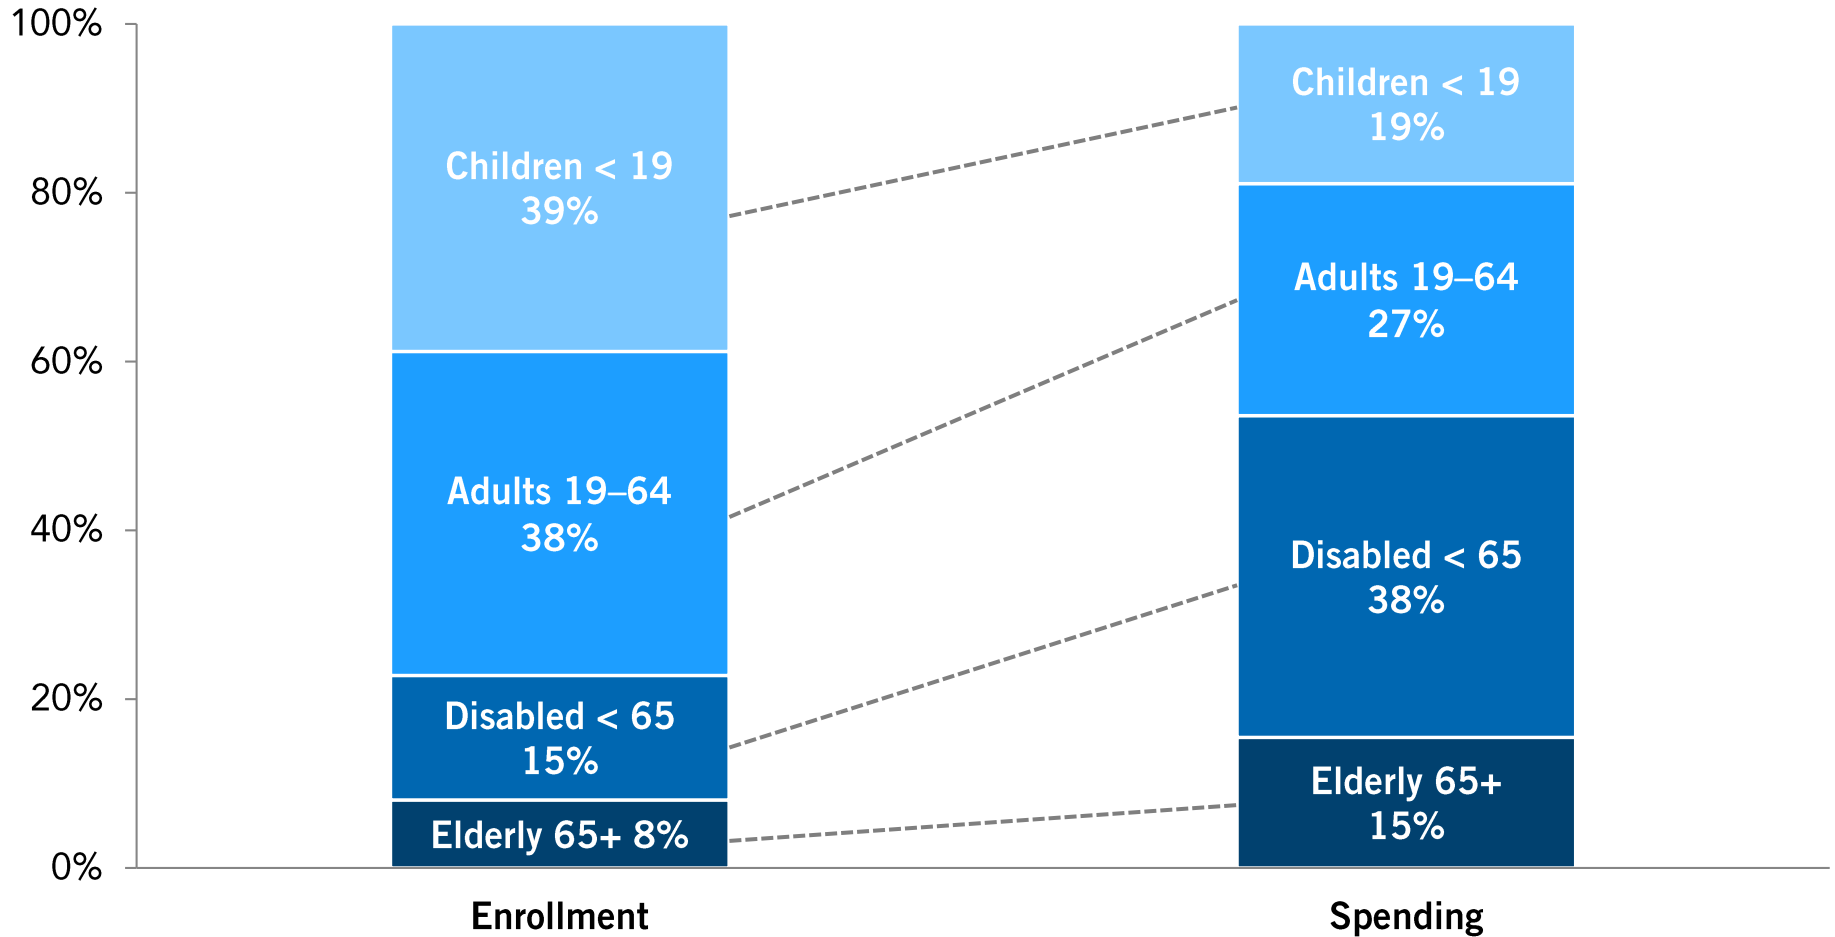 100%
80%
60%
40%
20%
0%
Children < 19
39%
Adults 19–64
38%
Disabled < 65
15%
Elderly 65+ 8%
Children < 19
19%
Adults 19–64
27%
Disabled < 65
38%
Elderly 65+
15%
Enrollment
Spending